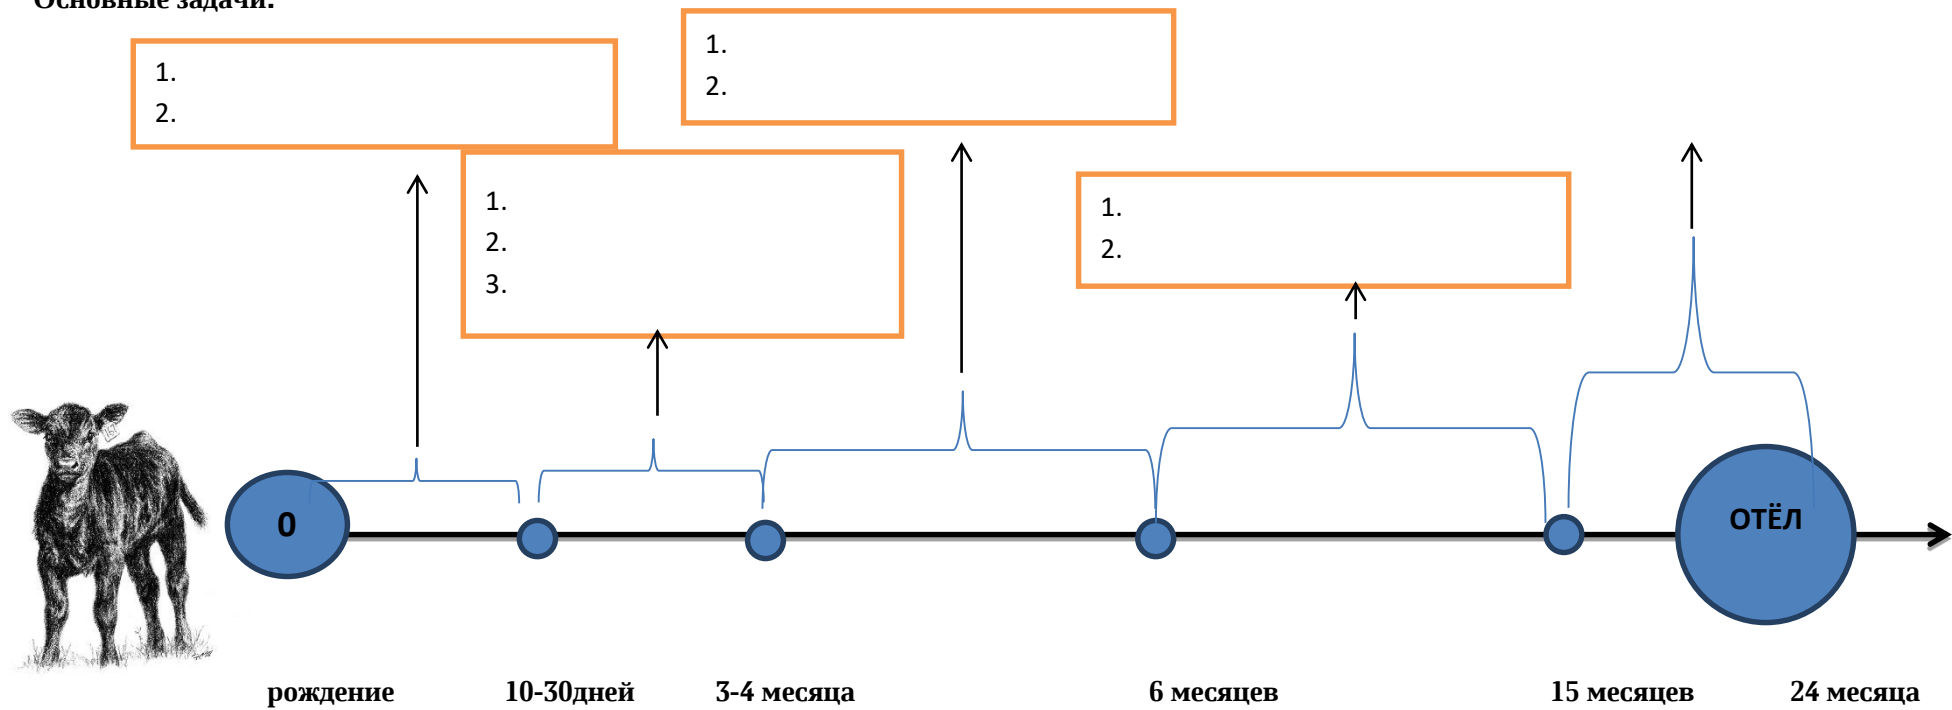 Основные задачи:
1.
2.
1.
2.
1.
2.
3.
1.
2.
0
ОТЁЛ
рождение
10-30дней
3-4 месяца
6 месяцев
15 месяцев
24 месяца